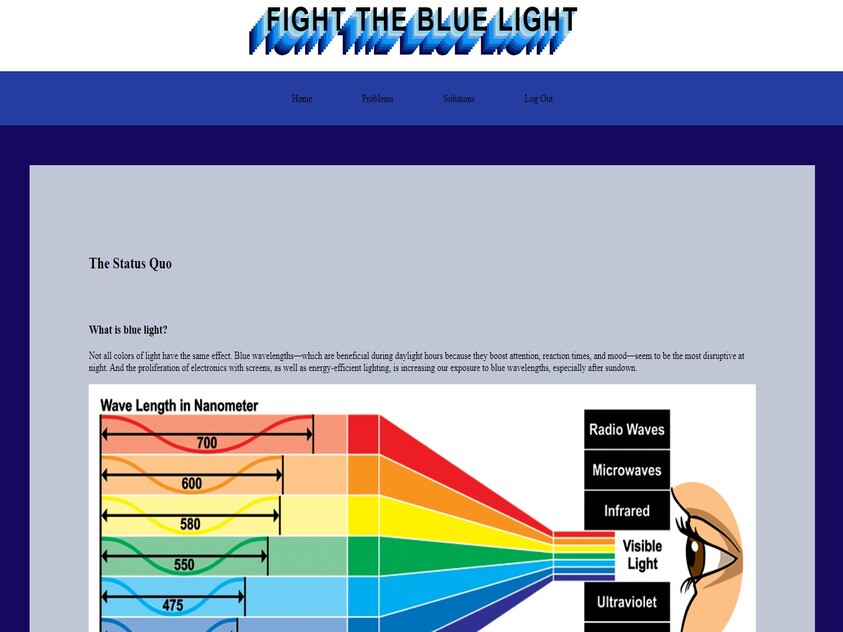 FIGHT THE BLUE LIGHT
Home Problems Solutions Log Out
The Status Quo
What is blue light?
Not all colors of light have the same effect. Blue wavelengths—which are beneficial during daylight hours because they boost attention, reaction times, and mood—seem to be the most disruptive at
night. And the proliferation of electronics with screens, as well as energy-efficient lighting, is increasing our exposure to blue wavelengths, especially after sundown.
Wave Length in Nanometer
700
600
580
550
475
Radio Waves
Microwaves
Infrared
Visible
Light
Ultraviolet